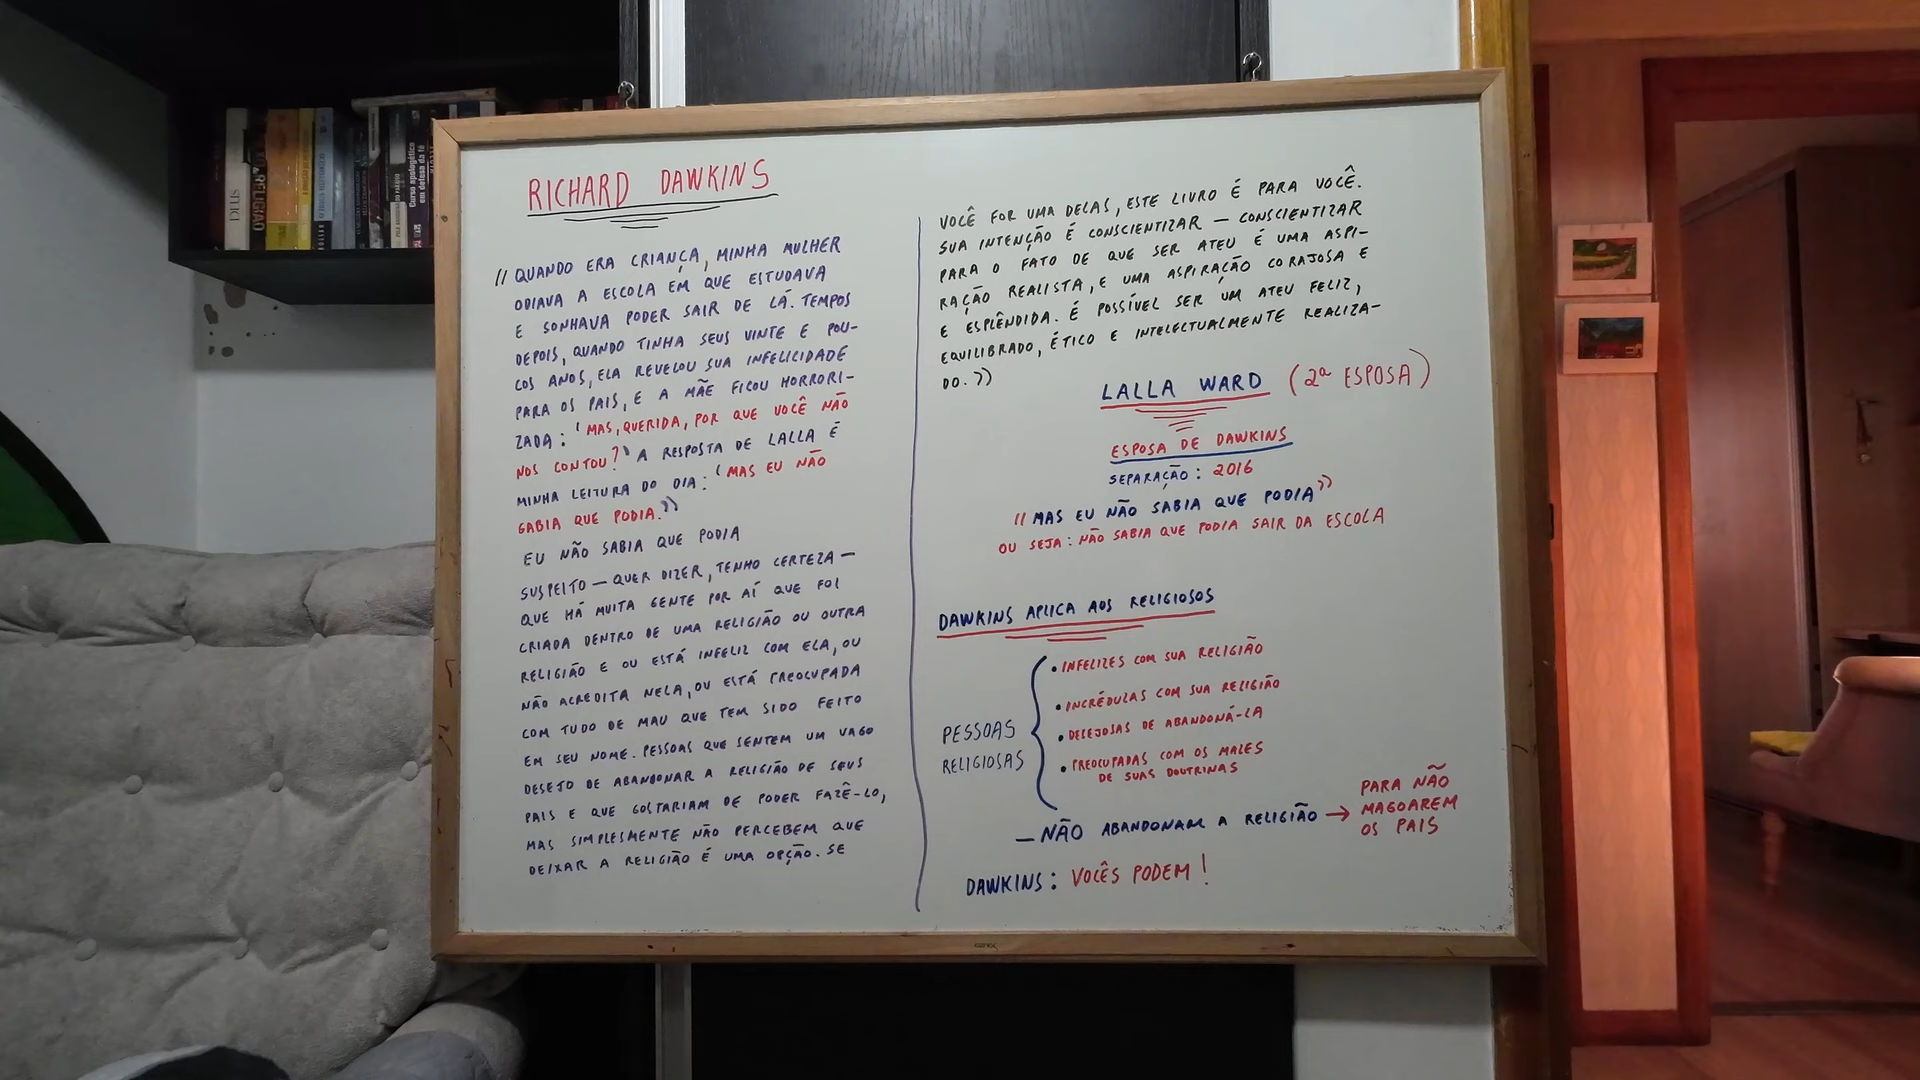 RICHARD DAWKINS
"QUANDO ERA CRIANÇA, MINHA MULHER
ODIAVA A ESCOLA EM QUE ESTUDAVA
E SONHAVA PODER SAIR DE LÁ. TEMPOS
DEPOIS, QUANDO TINHA SEUS VINTE E POU-
COS ANOS, ELA REVELOU SUA INFELICIDADE
PARA OS PAIS, E A MÃE FICOU HORRORI-
ZADA: 'MAS, QUERIDA, POR QUE VOCÊ NÃO
NOS CONTOU?' A RESPOSTA DE LALLA É
MINHA LEITURA DO DIA: 'MAS EU NÃO
SABIA QUE PODIA.'"
EU NÃO SABIA QUE PODIA
SUSPEITO — QUER DIZER, TENHO CERTEZA —
QUE HÁ MUITA GENTE POR AÍ QUE FOI
CRIADA DENTRO DE UMA RELIGIÃO OU OUTRA
RELIGIÃO E OU ESTÁ INFELIZ COM ELA, OU
NÃO ACREDITA NELA, OU ESTÁ PREOCUPADA
COM TUDO DE MAU QUE TEM SIDO FEITO
EM SEU NOME. PESSOAS QUE SENTEM UM VAGO
DESEJO DE ABANDONAR A RELIGIÃO DE SEUS
PAIS E QUE GOSTARIAM DE PODER FAZÊ-LO,
MAS SIMPLESMENTE NÃO PERCEBEM QUE
DEIXAR A RELIGIÃO É UMA OPÇÃO. SE
VOCÊ FOR UMA DELAS, ESTE LIVRO É PARA VOCÊ.
SUA INTENÇÃO É CONSCIENTIZAR — CONSCIENTIZAR
PARA O FATO DE QUE SER ATEU É UMA ASPI-
RAÇÃO REALISTA, E UMA ASPIRAÇÃO CORAJOSA E
E ESPLÊNDIDA. É POSSÍVEL SER UM ATEU FELIZ,
EQUILIBRADO, ÉTICO E INTELECTUALMENTE REALIZA-
DO."
LALLA WARD (2ª ESPOSA)
ESPOSA DE DAWKINS
SEPARAÇÃO: 2016
"MAS EU NÃO SABIA QUE PODIA"
OU SEJA: NÃO SABIA QUE PODIA SAIR DA ESCOLA
DAWKINS APLICA AOS RELIGIOSOS
PESSOAS
RELIGIOSAS
• INFELIZES COM SUA RELIGIÃO
• INCRÉDULAS COM SUA RELIGIÃO
• DESEJOSAS DE ABANDONÁ-LA
• PREOCUPADAS COM OS MALES
DE SUAS DOUTRINAS
— NÃO ABANDONAM A RELIGIÃO → PARA NÃO
MAGOAREM
OS PAIS
DAWKINS: VOCÊS PODEM!
DEUS
RELIGIÃO
Curso apologética
em defesa da fé